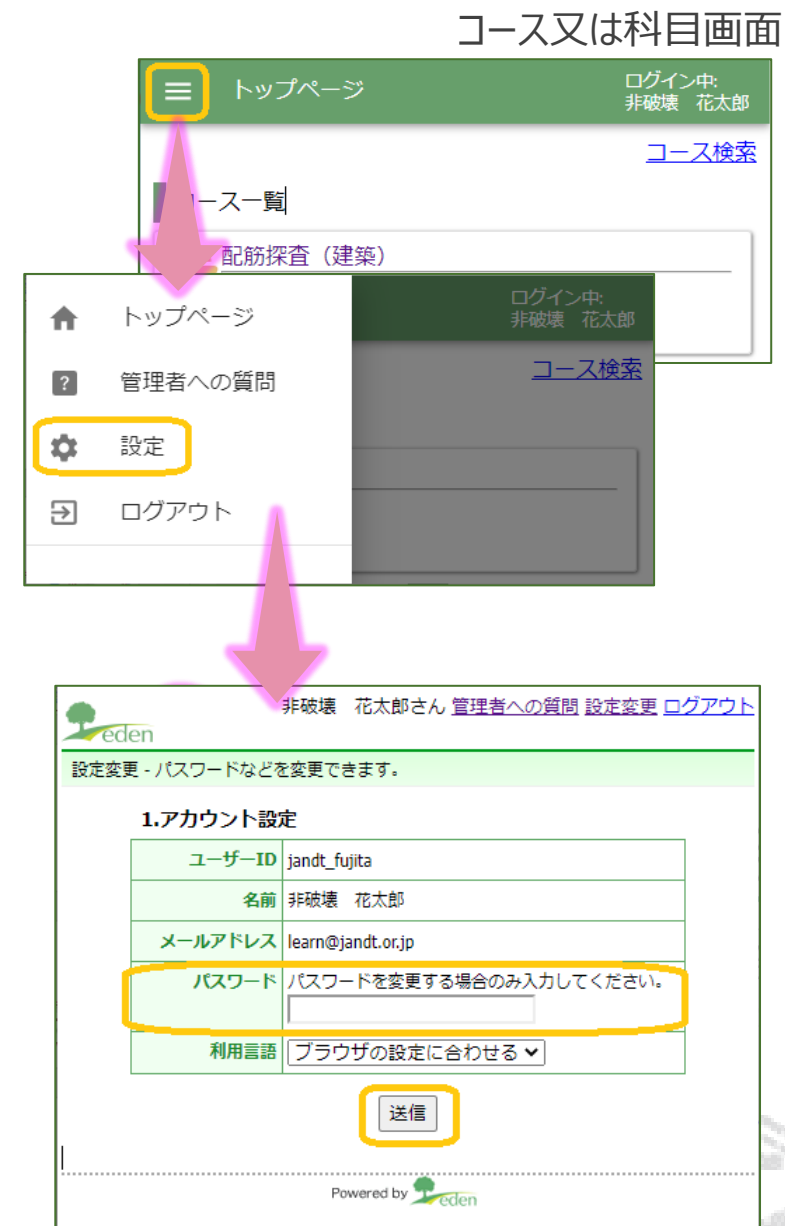 コース又は科目画面
トップページ
ログイン中:
非破壊 花太郎
コース検索
ース一覧
配筋探査（建築）
トップページ
ログイン中:
非破壊 花太郎
管理者への質問
コース検索
設定
ログアウト
非破壊 花太郎さん 管理者への質問 設定変更 ログアウト
eden
設定変更 - パスワードなどを変更できます。
1.アカウント設定
ユーザーID jandt_fujita
名前 非破壊 花太郎
メールアドレス learn@jandt.or.jp
パスワード パスワードを変更する場合のみ入力してください。
利用言語 ブラウザの設定に合わせる
送信
Powered by eden